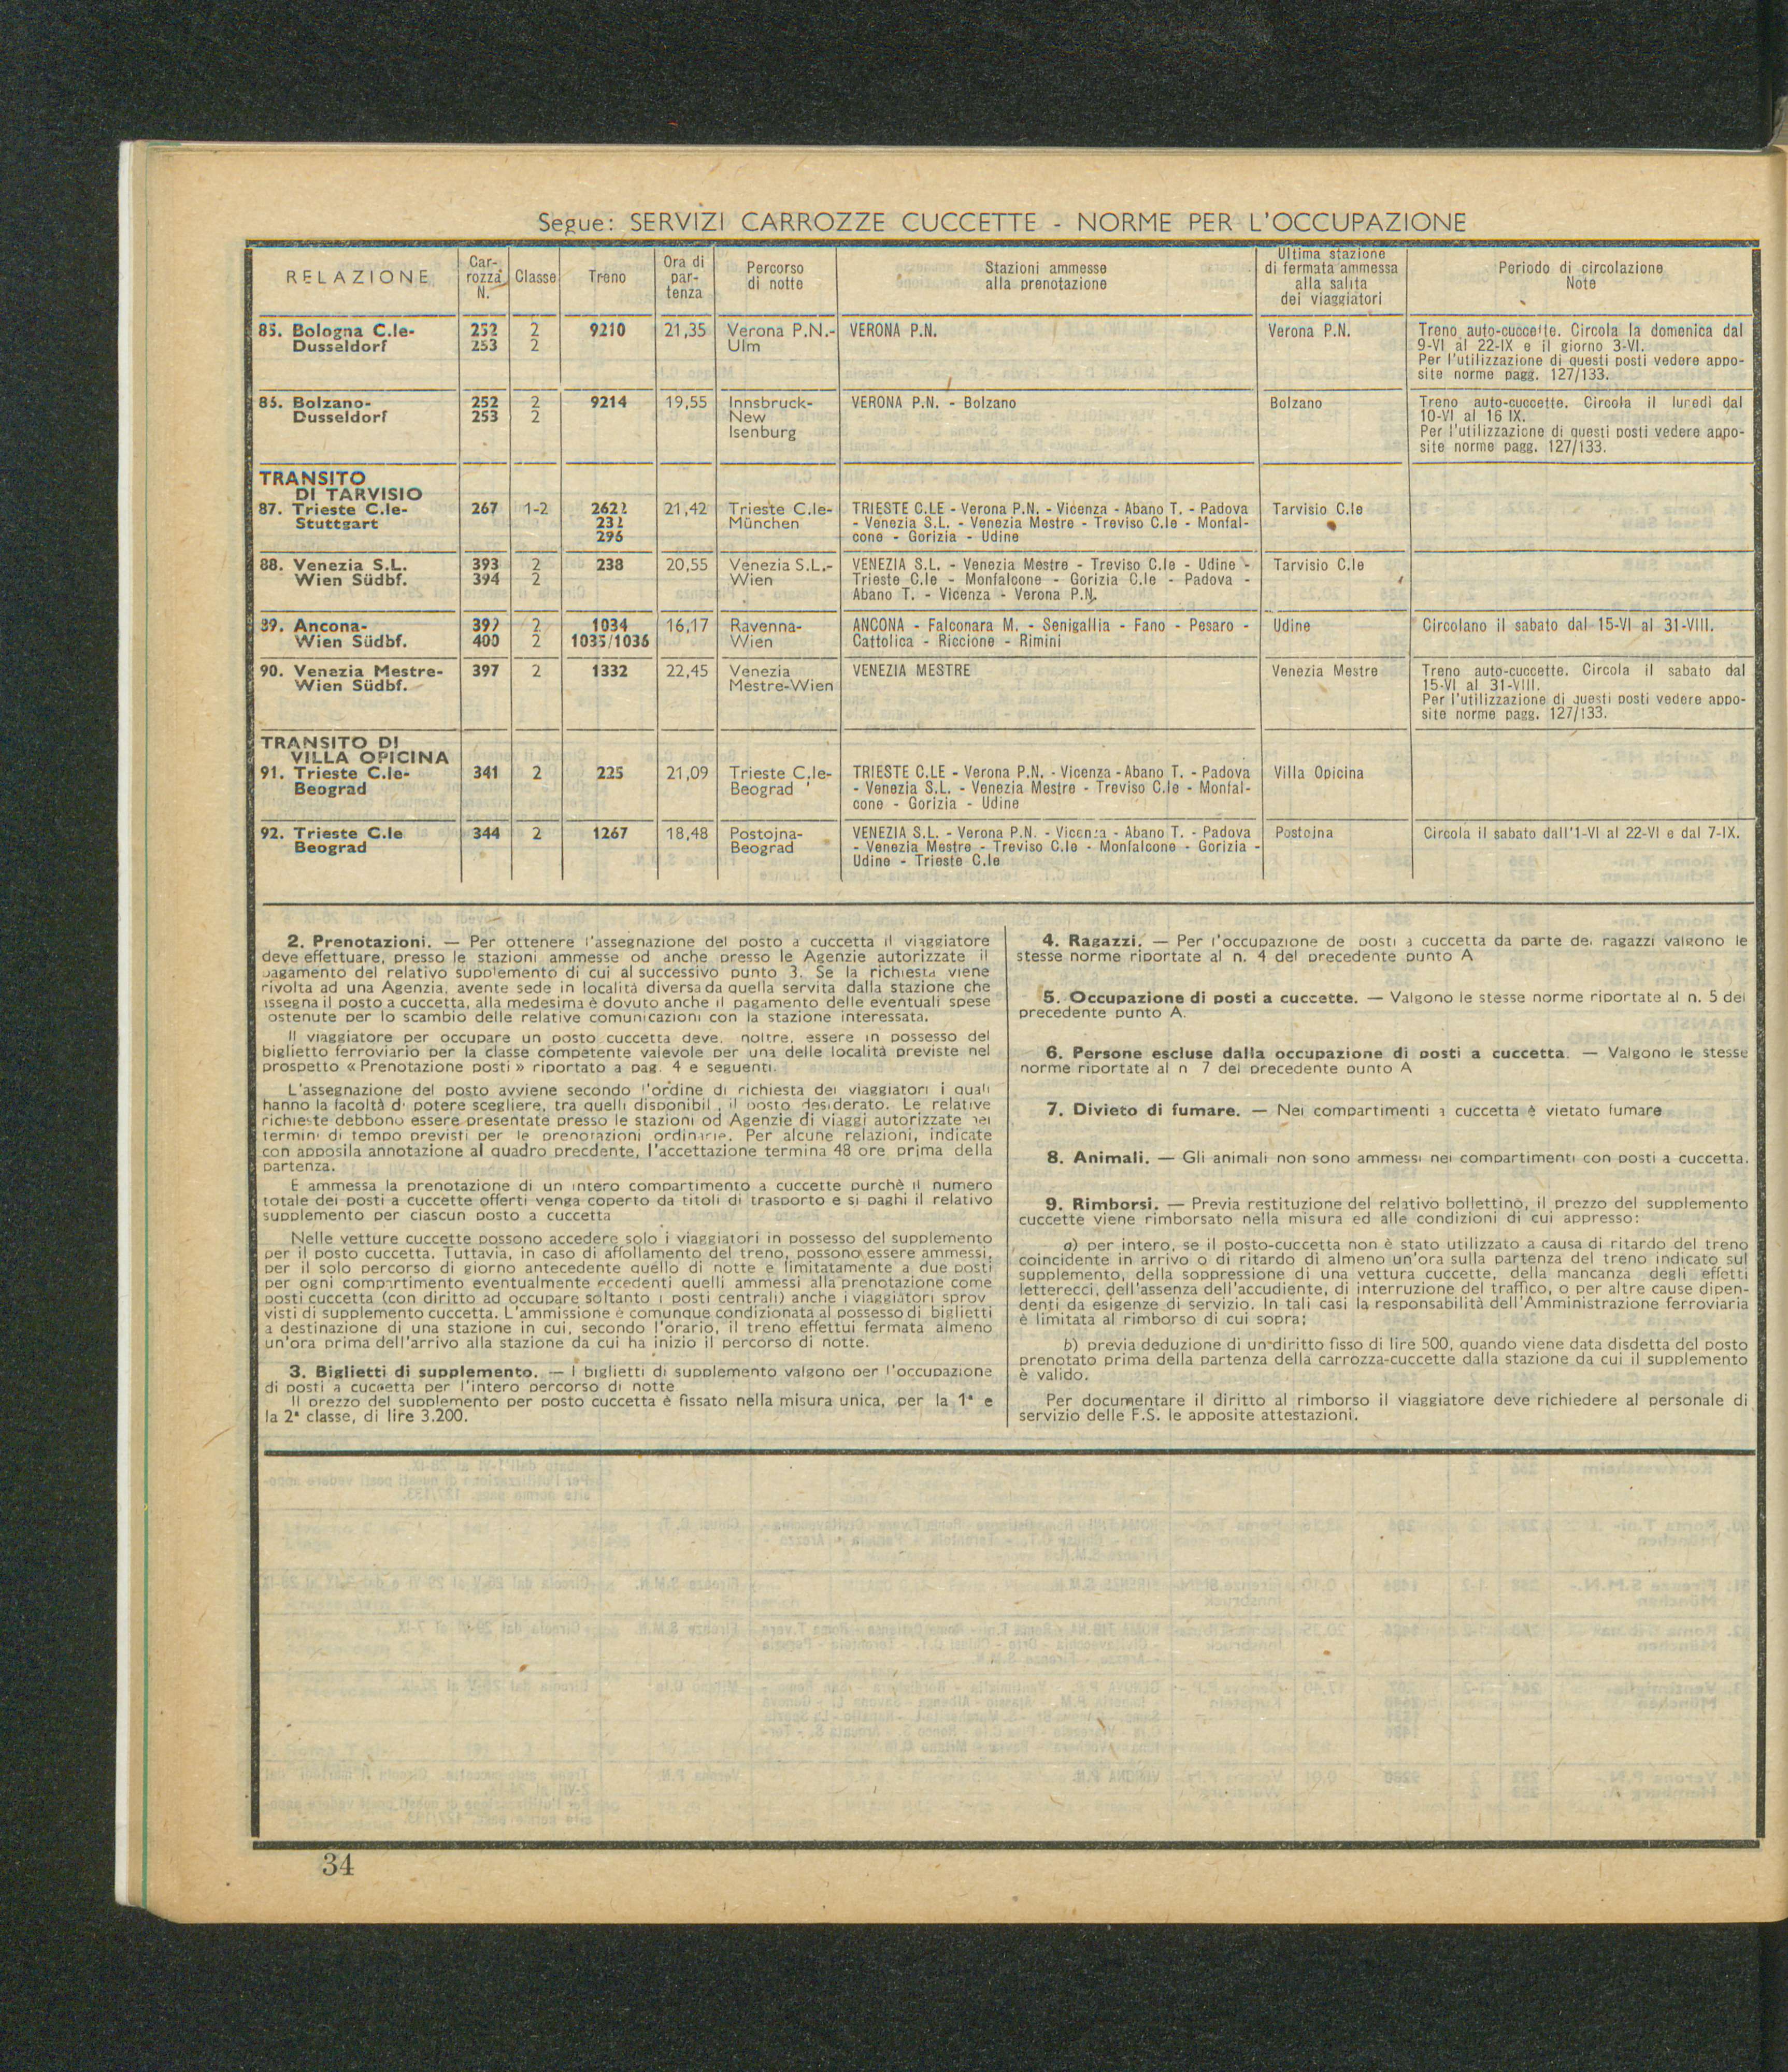 Segue: SERVIZI CARROZZE CUCCETTE - NORME PER L'OCCUPAZIONE
RELAZIONE
Car-
rozza
N.
Classe
Treno
Ora di
par-
tenza
Percorso
di notte
Stazioni ammesse
alla prenotazione
Ultima stazione
di fermata ammessa
alla salita
dei viaggiatori
Periodo di circolazione
Note
85. Bologna C.le- 252 2 9210 21,35 Verona P.N.- VERONA P.N. Verona P.N. Treno auto-cuccette. Circola la domenica dal
Dusseldorf 253 2 Ulm 9-VI al 22-IX e il giorno 3-VI.
Per l'utilizzazione di questi posti vedere appo-
site norme pagg. 127/133.
86. Bolzano- 252 2 9214 19,55 Innsbruck- VERONA P.N. - Bolzano Bolzano Treno auto-cuccette. Circola il lunedì dal
Dusseldorf 253 2 New 10-VI al 16 IX.
Isenburg Per l'utilizzazione di questi posti vedere appo-
site norme pagg. 127/133.
TRANSITO
DI TARVISIO
87. Trieste C.le- 267 1-2 2622 21,42 Trieste C.le- TRIESTE C.LE - Verona P.N. - Vicenza - Abano T. - Padova Tarvisio C.le
Stuttgart 232 München - Venezia S.L. - Venezia Mestre - Treviso C.le - Monfal-
296 cone - Gorizia - Udine
88. Venezia S.L. 393 2 238 20,55 Venezia S.L.- VENEZIA S.L. - Venezia Mestre - Treviso C.le - Udine - Tarvisio C.le
Wien Südbf. 394 2 Wien Trieste C.le - Monfalcone - Gorizia C.le - Padova -
Abano T. - Vicenza - Verona P.N.
89. Ancona- 399 2 1034 16,17 Ravenna- ANCONA - Falconara M. - Senigallia - Fano - Pesaro - Udine Circolano il sabato dal 15-VI al 31-VIII.
Wien Südbf. 400 2 1035/1036 Wien Cattolica - Riccione - Rimini
90. Venezia Mestre- 397 2 1332 22,45 Venezia VENEZIA MESTRE Venezia Mestre Treno auto-cuccette. Circola il sabato dal
Wien Südbf. Mestre-Wien 15-VI al 31-VIII.
Per l'utilizzazione di questi posti vedere appo-
site norme pagg. 127/133.
TRANSITO DI
VILLA OPICINA
91. Trieste C.le- 341 2 225 21,09 Trieste C.le- TRIESTE C.LE - Verona P.N. - Vicenza - Abano T. - Padova Villa Opicina
Beograd Beograd - Venezia S.L. - Venezia Mestre - Treviso C.le - Monfal-
cone - Gorizia - Udine
92. Trieste C.le 344 2 1267 18,48 Postojna- VENEZIA S.L. - Verona P.N. - Vicenza - Abano T. - Padova Postojna Circola il sabato dall'1-VI al 22-VI e dal 7-IX.
Beograd Beograd - Venezia Mestre - Treviso C.le - Monfalcone - Gorizia -
Udine - Trieste C.le
2. Prenotazioni. — Per ottenere l'assegnazione del posto a cuccetta il viaggiatore
deve effettuare, presso le stazioni ammesse od anche presso le Agenzie autorizzate il
pagamento del relativo supplemento di cui al successivo punto 3. Se la richiesta viene
rivolta ad una Agenzia, avente sede in località diversa da quella servita dalla stazione che
assegna il posto a cuccetta, alla medesima è dovuto anche il pagamento delle eventuali spese
ostenute per lo scambio delle relative comunicazioni con la stazione interessata.
Il viaggiatore per occupare un posto cuccetta deve, noltre, essere in possesso del
biglietto ferroviario per la classe competente valevole per una delle località previste nel
prospetto « Prenotazione posti » riportato a pag. 4 e seguenti.
L'assegnazione del posto avviene secondo l'ordine di richiesta dei viaggiatori i quali
hanno la facoltà di potere scegliere, tra quelli disponibil , il posto desiderato. Le relative
richieste debbono essere presentate presso le stazioni od Agenzie di viaggi autorizzate nei
termini di tempo previsti per le prenotazioni ordinarie. Per alcune relazioni, indicate
con apposita annotazione al quadro precdente, l'accettazione termina 48 ore prima della
partenza.
E ammessa la prenotazione di un intero compartimento a cuccette purchè il numero
totale dei posti a cuccette offerti venga coperto da titoli di trasporto e si paghi il relativo
supplemento per ciascun posto a cuccetta
Nelle vetture cuccette possono accedere solo i viaggiatori in possesso del supplemento
per il posto cuccetta. Tuttavia, in caso di affollamento del treno, possono essere ammessi,
per il solo percorso di giorno antecedente quello di notte e limitatamente a due posti
per ogni compartimento eventualmente eccedenti quelli ammessi alla prenotazione come
posti cuccetta (con diritto ad occupare soltanto i posti centrali) anche i viaggiatori sprov
visti di supplemento cuccetta. L'ammissione è comunque condizionata al possesso di biglietti
a destinazione di una stazione in cui, secondo l'orario, il treno effettui fermata almeno
un'ora prima dell'arrivo alla stazione da cui ha inizio il percorso di notte.
3. Biglietti di supplemento. — I biglietti di supplemento valgono per l'occupazione
di posti a cuccetta per l'intero percorso di notte
Il prezzo del supplemento per posto cuccetta è fissato nella misura unica, per la 1ª e
la 2ª classe, di lire 3.200.
4. Ragazzi. — Per l'occupazione de posti a cuccetta da parte dei ragazzi valgono le
stesse norme riportate al n. 4 del precedente punto A
5. Occupazione di posti a cuccette. — Valgono le stesse norme riportate al n. 5 del
precedente punto A.
6. Persone escluse dalla occupazione di posti a cuccetta. — Valgono le stesse
norme riportate al n 7 del precedente punto A
7. Divieto di fumare. — Nei compartimenti a cuccetta è vietato fumare
8. Animali. — Gli animali non sono ammessi nei compartimenti con posti a cuccetta.
9. Rimborsi. — Previa restituzione del relativo bollettino, il prezzo del supplemento
cuccette viene rimborsato nella misura ed alle condizioni di cui appresso:
a) per intero, se il posto-cuccetta non è stato utilizzato a causa di ritardo del treno
coincidente in arrivo o di ritardo di almeno un'ora sulla partenza del treno indicato sul
supplemento, della soppressione di una vettura cuccette, della mancanza degli effetti
letterecci, dell'assenza dell'accudiente, di interruzione del traffico, o per altre cause dipen-
denti da esigenze di servizio. In tali casi la responsabilità dell'Amministrazione ferroviaria
è limitata al rimborso di cui sopra;
b) previa deduzione di un diritto fisso di lire 500, quando viene data disdetta del posto
prenotato prima della partenza della carrozza-cuccette dalla stazione da cui il supplemento
è valido.
Per documentare il diritto al rimborso il viaggiatore deve richiedere al personale di
servizio delle F.S. le apposite attestazioni.
34